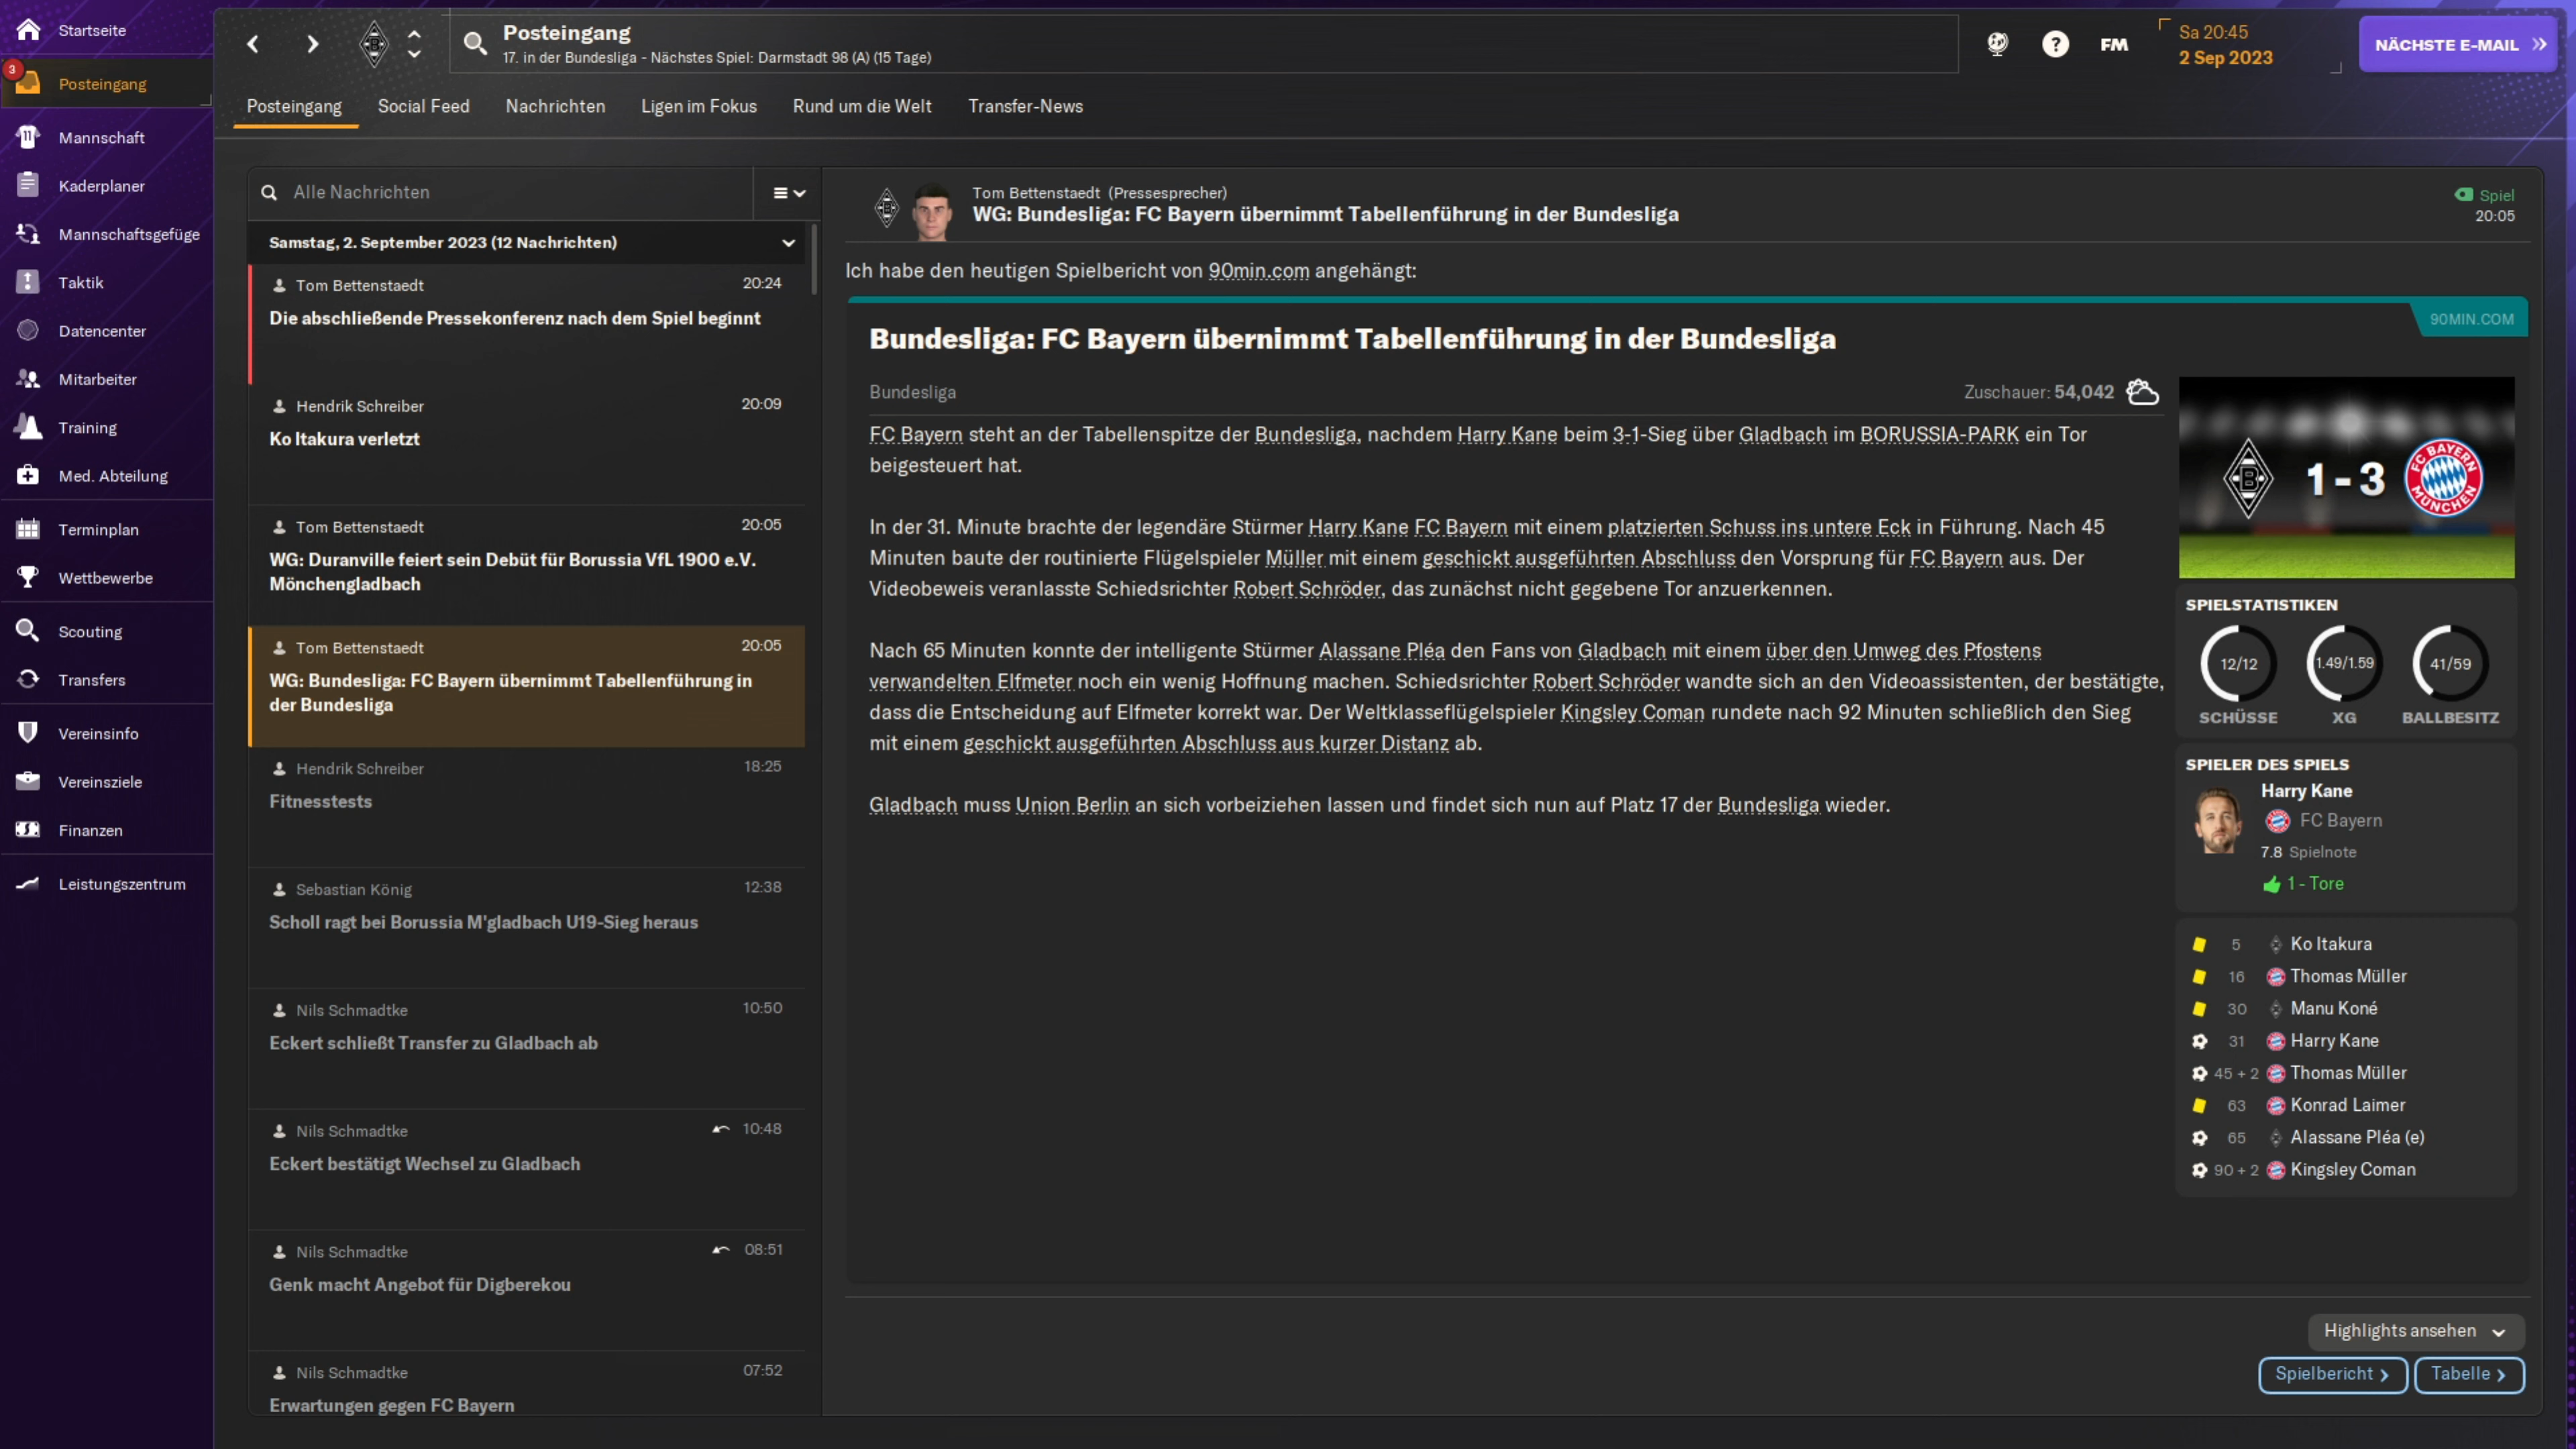 Startseite
3
Posteingang
Mannschaft
Kaderplaner
Mannschaftsgefüge
Taktik
Datencenter
Mitarbeiter
Training
Med. Abteilung
Terminplan
Wettbewerbe
Scouting
Transfers
Vereinsinfo
Vereinsziele
Finanzen
Leistungszentrum
Posteingang
17. in der Bundesliga - Nächstes Spiel: Darmstadt 98 (A) (15 Tage)
?
FM
Sa 20:45
2 Sep 2023
NÄCHSTE E-MAIL
Posteingang Social Feed Nachrichten Ligen im Fokus Rund um die Welt Transfer-News
Alle Nachrichten
Samstag, 2. September 2023 (12 Nachrichten)
Tom Bettenstaedt 20:24
Die abschließende Pressekonferenz nach dem Spiel beginnt
Hendrik Schreiber 20:09
Ko Itakura verletzt
Tom Bettenstaedt 20:05
WG: Duranville feiert sein Debüt für Borussia VfL 1900 e.V.
Mönchengladbach
Tom Bettenstaedt 20:05
WG: Bundesliga: FC Bayern übernimmt Tabellenführung in
der Bundesliga
Hendrik Schreiber 18:25
Fitnesstests
Sebastian König 12:38
Scholl ragt bei Borussia M'gladbach U19-Sieg heraus
Nils Schmadtke 10:50
Eckert schließt Transfer zu Gladbach ab
Nils Schmadtke 10:48
Eckert bestätigt Wechsel zu Gladbach
Nils Schmadtke 08:51
Genk macht Angebot für Digberekou
Nils Schmadtke 07:52
Erwartungen gegen FC Bayern
Tom Bettenstaedt (Pressesprecher)
WG: Bundesliga: FC Bayern übernimmt Tabellenführung in der Bundesliga
Spiel
20:05
Ich habe den heutigen Spielbericht von 90min.com angehängt:
90MIN.COM
Bundesliga: FC Bayern übernimmt Tabellenführung in der Bundesliga
Bundesliga Zuschauer: 54,042
FC Bayern steht an der Tabellenspitze der Bundesliga, nachdem Harry Kane beim 3-1-Sieg über Gladbach im BORUSSIA-PARK ein Tor
beigesteuert hat.
In der 31. Minute brachte der legendäre Stürmer Harry Kane FC Bayern mit einem platzierten Schuss ins untere Eck in Führung. Nach 45
Minuten baute der routinierte Flügelspieler Müller mit einem geschickt ausgeführten Abschluss den Vorsprung für FC Bayern aus. Der
Videobeweis veranlasste Schiedsrichter Robert Schröder, das zunächst nicht gegebene Tor anzuerkennen.
Nach 65 Minuten konnte der intelligente Stürmer Alassane Pléa den Fans von Gladbach mit einem über den Umweg des Pfostens
verwandelten Elfmeter noch ein wenig Hoffnung machen. Schiedsrichter Robert Schröder wandte sich an den Videoassistenten, der bestätigte,
dass die Entscheidung auf Elfmeter korrekt war. Der Weltklasseflügelspieler Kingsley Coman rundete nach 92 Minuten schließlich den Sieg
mit einem geschickt ausgeführten Abschluss aus kurzer Distanz ab.
Gladbach muss Union Berlin an sich vorbeiziehen lassen und findet sich nun auf Platz 17 der Bundesliga wieder.
B 1 - 3 FC BAYERN MÜNCHEN
SPIELSTATISTIKEN
12/12 1.49/1.59 41/59
SCHÜSSE XG BALLBESITZ
SPIELER DES SPIELS
Harry Kane
FC Bayern
7.8 Spielnote
1 - Tore
5 Ko Itakura
16 Thomas Müller
30 Manu Koné
31 Harry Kane
45 + 2 Thomas Müller
63 Konrad Laimer
65 Alassane Pléa (e)
90 + 2 Kingsley Coman
Highlights ansehen
Spielbericht Tabelle